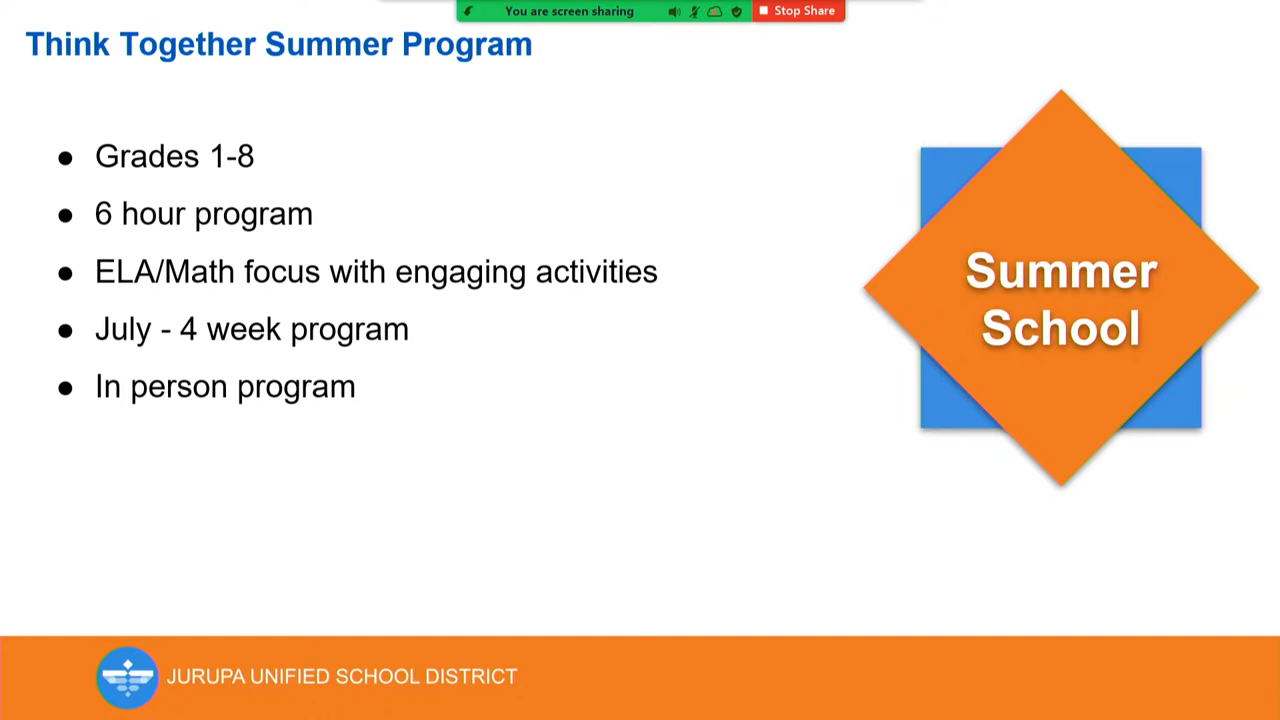 You are screen sharing
Stop Share
Think Together Summer Program
● Grades 1-8
● 6 hour program
● ELA/Math focus with engaging activities
● July - 4 week program
● In person program
Summer
School
JURUPA UNIFIED SCHOOL DISTRICT